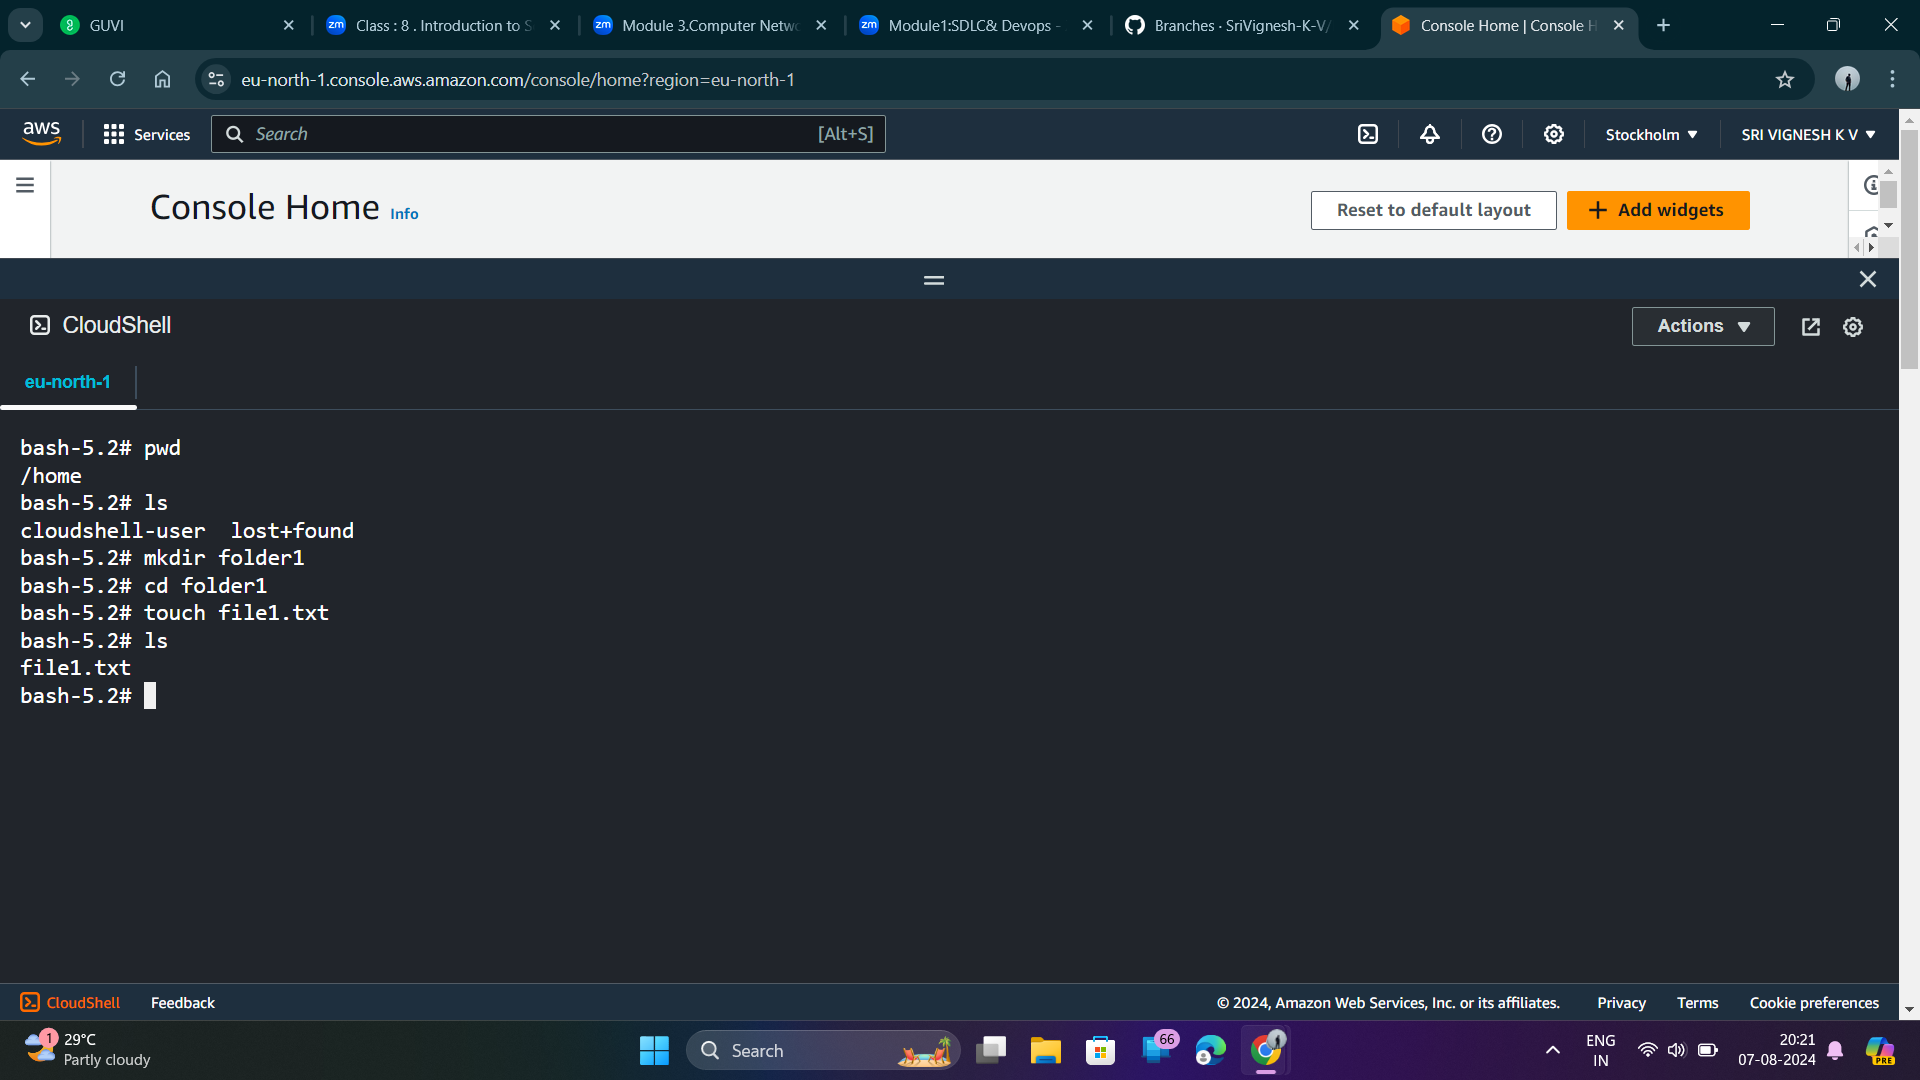 GUVI
Class : 8 . Introduction to S
Module 3.Computer Netwo
Module1:SDLC& Devops -
Branches · SriVignesh-K-V/
Console Home | Console H
eu-north-1.console.aws.amazon.com/console/home?region=eu-north-1
aws
Services
Search
[Alt+S]
Stockholm
SRI VIGNESH K V
Console Home Info
Reset to default layout
Add widgets
CloudShell
Actions
eu-north-1
bash-5.2# pwd
/home
bash-5.2# ls
cloudshell-user  lost+found
bash-5.2# mkdir folder1
bash-5.2# cd folder1
bash-5.2# touch file1.txt
bash-5.2# ls
file1.txt
bash-5.2#
CloudShell
Feedback
© 2024, Amazon Web Services, Inc. or its affiliates.
Privacy
Terms
Cookie preferences
1
29°C
Partly cloudy
Search
66
ENG
IN
20:21
07-08-2024
PRE